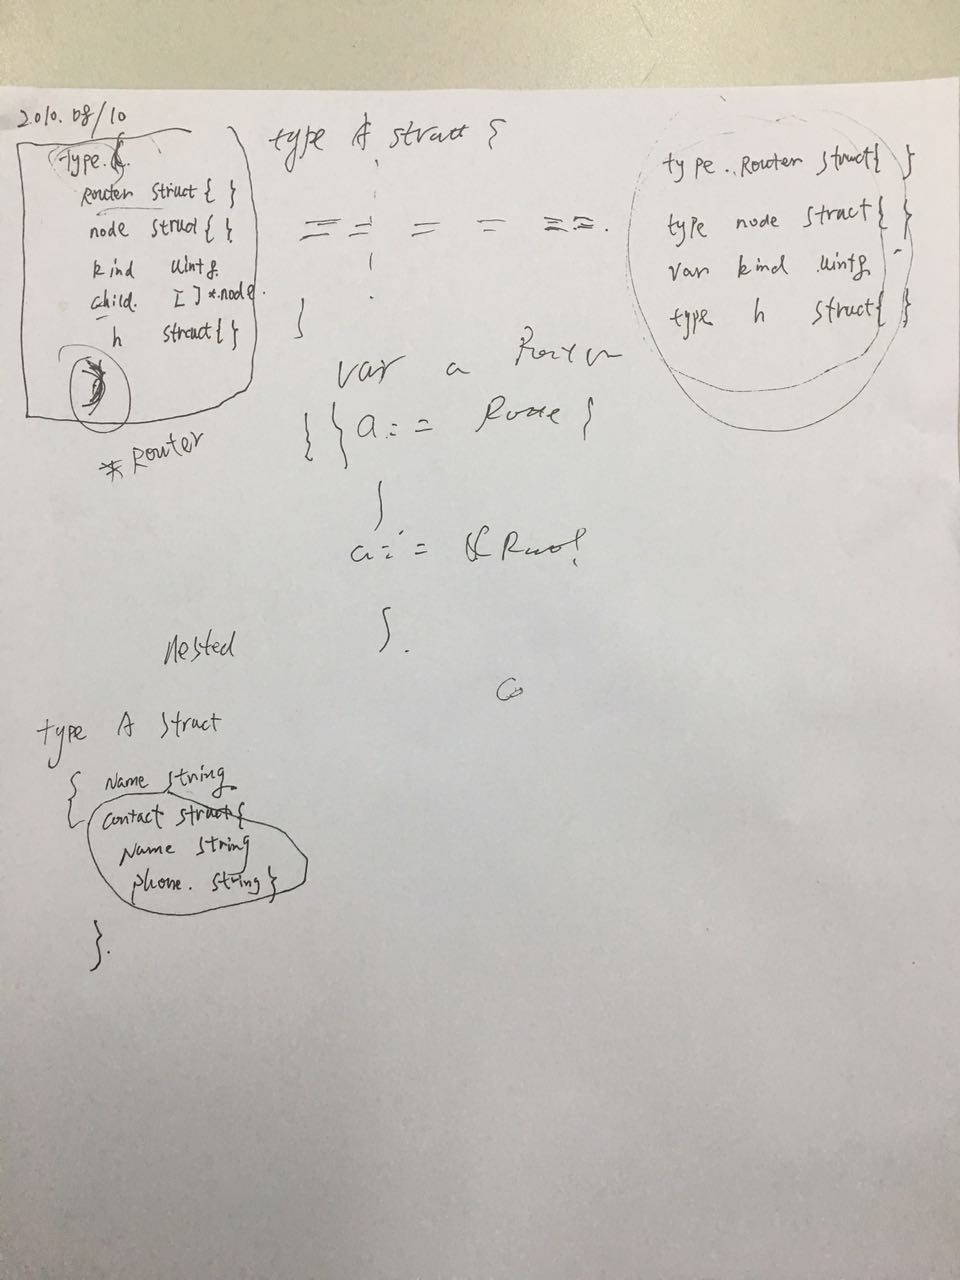 2010.08/10
type (
Router struct { }
node struct { }
kind uint8
child. [ ] *node.
h struct { }
)
*Router
type A struct {
}
var a Router
{ } a :=
}
a :=
}.
type Router struct { }
type node struct { }
var kind uint8
type h struct { }
nested
type A struct
{ Name string
contact struct {
Name string
phone. string }
}.